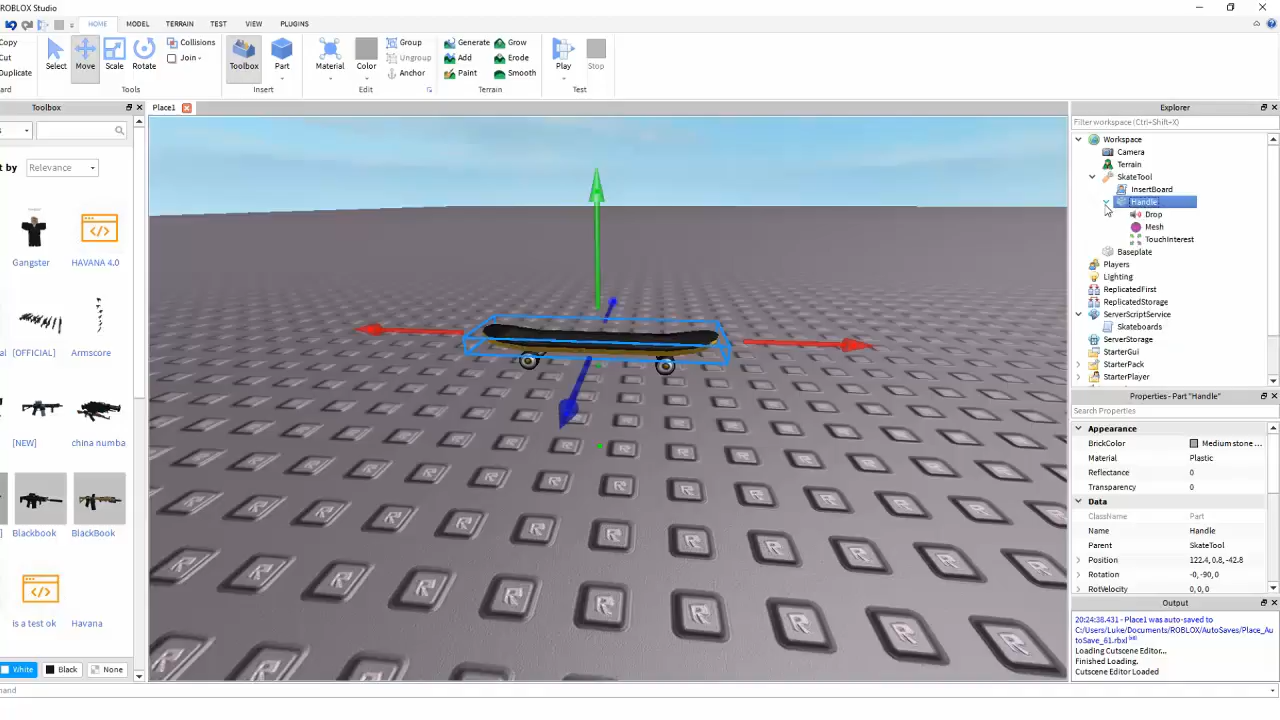 ROBLOX Studio
HOME
MODEL
TERRAIN
TEST
VIEW
PLUGINS
Copy
Cut
Duplicate
Select
Move
Scale
Rotate
Collisions
Join
Toolbox
Part
Material
Color
Group
Ungroup
Anchor
Generate
Grow
Add
Erode
Paint
Smooth
Play
Stop
Tools
Insert
Edit
Terrain
Test
Toolbox
Place1
t by
Relevance
Gangster
HAVANA 4.0
[OFFICIAL]
Armscore
[NEW]
china numba
Blackbook
BlackBook
is a test ok
Havana
White
Black
None
mand
Explorer
Filter workspace (Ctrl+Shift+X)
Workspace
Camera
Terrain
SkateTool
InsertBoard
Handle
Drop
Mesh
TouchInterest
Baseplate
Players
Lighting
ReplicatedFirst
ReplicatedStorage
ServerScriptService
Skateboards
ServerStorage
StarterGui
StarterPack
StarterPlayer
Properties - Part "Handle"
Search Properties
Appearance
BrickColor Medium stone ...
Material Plastic
Reflectance 0
Transparency 0
Data
ClassName Part
Name Handle
Parent SkateTool
Position 122.4, 0.8, -42.8
Rotation -0, -90, 0
RotVelocity 0, 0, 0
Output
20:24:38.431 - Place1 was auto-saved to
C:/Users/Luke/Documents/ROBLOX/AutoSaves/Place_Au
toSave_61.rbxl
Loading Cutscene Editor...
Finished Loading.
Cutscene Editor Loaded